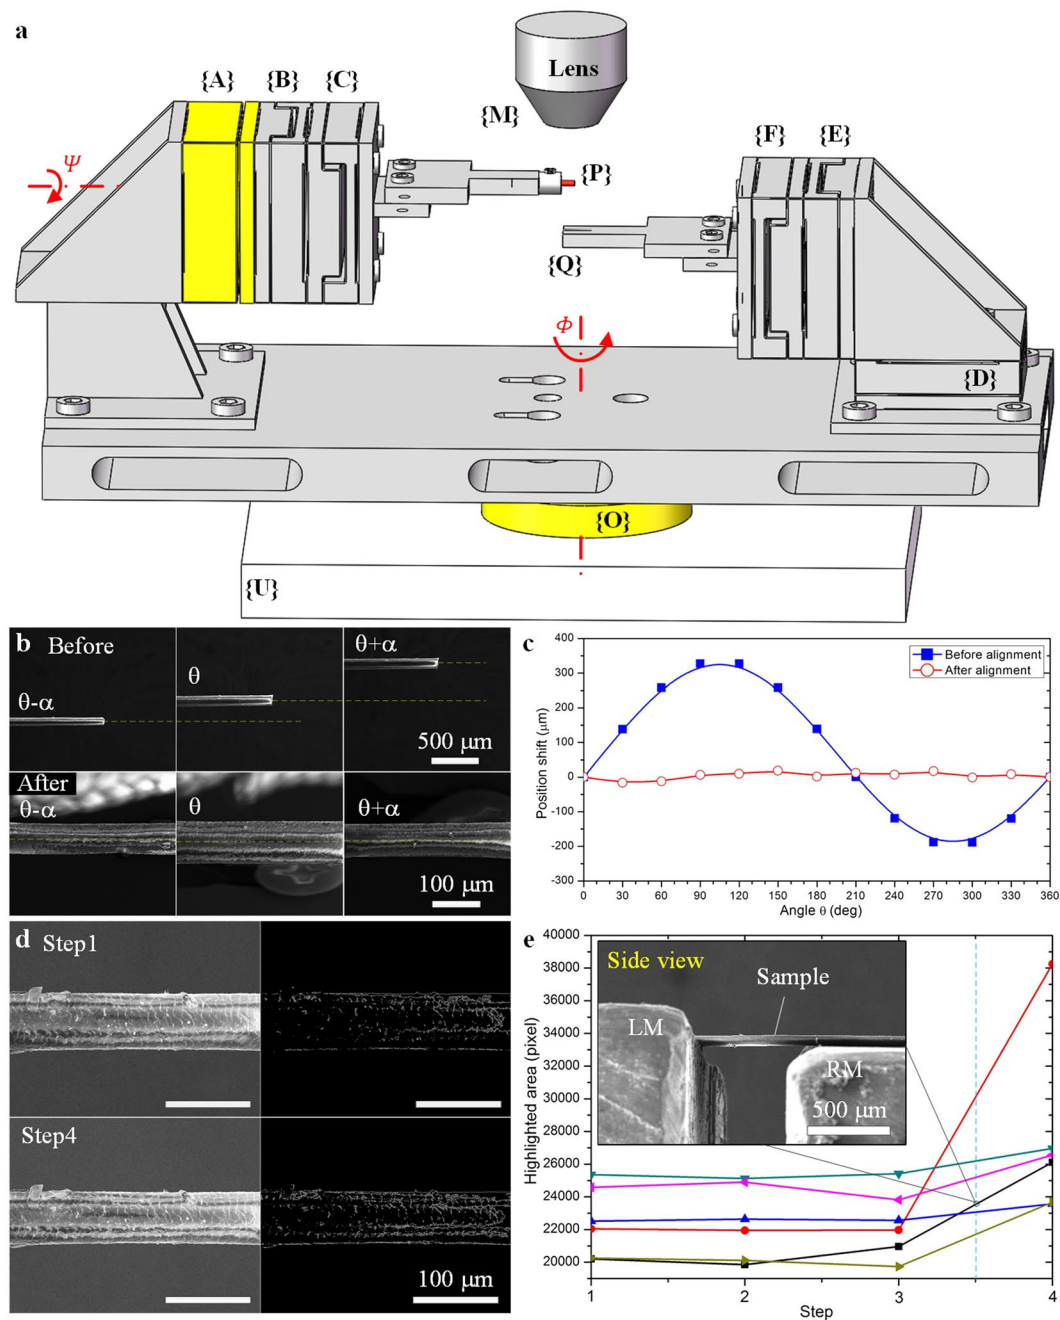 a
Lens
{A}
{B}
{C}
{M}
{F}
{E}
Ψ
{P}
{Q}
Φ
{D}
{O}
{U}
b Before
θ-α
θ
θ+α
500 μm
After
θ-α
θ
θ+α
100 μm
c
Before alignment
After alignment
Position shift (μm)
400
300
200
100
0
-100
-200
-300
0 30 60 90 120 150 180 210 240 270 300 330 360
Angle θ (deg)
d Step1
Step4
100 μm
e
Side view
Sample
LM
RM
500 μm
Highlighted area (pixel)
40000
38000
36000
34000
32000
30000
28000
26000
24000
22000
20000
1 2 3 4
Step